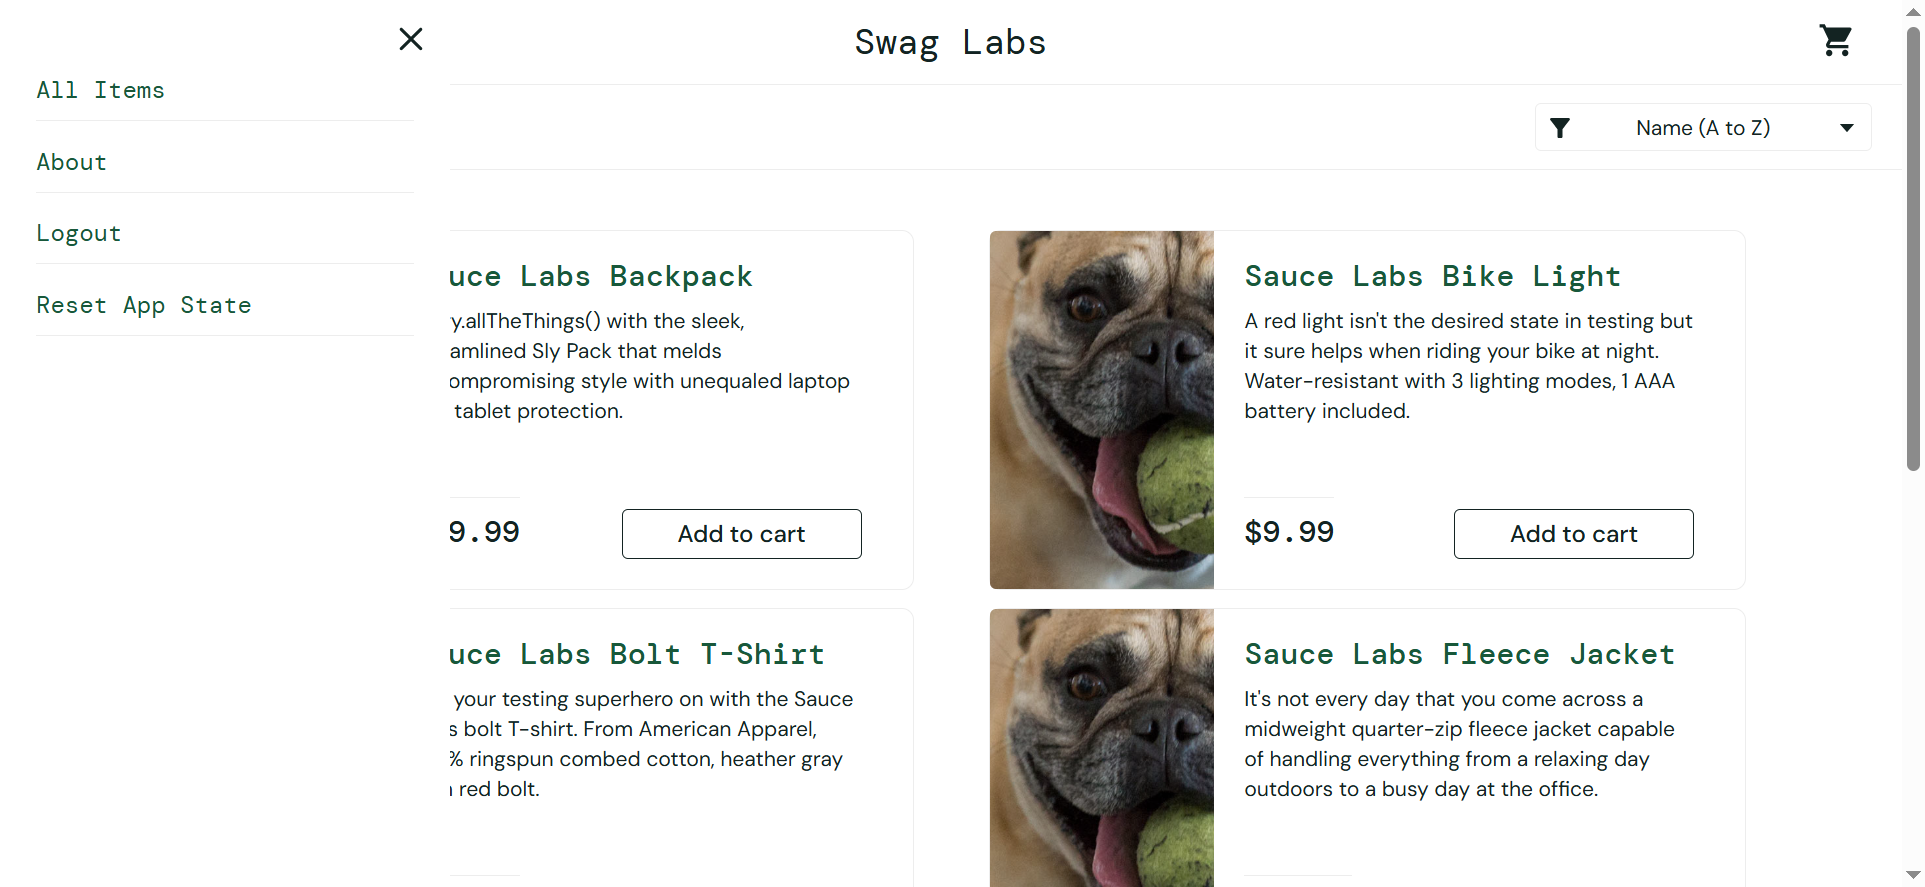 Swag Labs
All Items
About
Logout
Reset App State
Name (A to Z)
uce Labs Backpack
y.allTheThings() with the sleek,
amlined Sly Pack that melds
ompromising style with unequaled laptop
tablet protection.
9.99
Add to cart
Sauce Labs Bike Light
A red light isn't the desired state in testing but
it sure helps when riding your bike at night.
Water-resistant with 3 lighting modes, 1 AAA
battery included.
$9.99
Add to cart
uce Labs Bolt T-Shirt
your testing superhero on with the Sauce
s bolt T-shirt. From American Apparel,
% ringspun combed cotton, heather gray
red bolt.
Sauce Labs Fleece Jacket
It's not every day that you come across a
midweight quarter-zip fleece jacket capable
of handling everything from a relaxing day
outdoors to a busy day at the office.